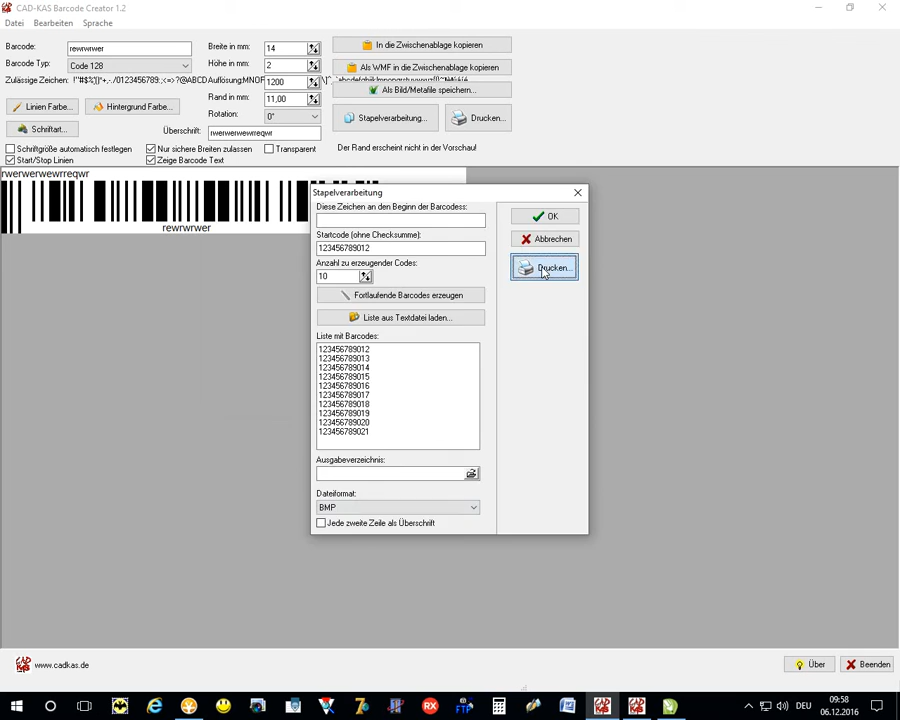 CAD-KAS Barcode Creator 1.2
Datei Bearbeiten Sprache
Barcode: rewrwrwer
Barcode Typ: Code 128
Zulässige Zeichen:
Breite in mm: 14
Höhe in mm: 2
Auflösung: 1200
Rand in mm: 11,00
Rotation: 0°
Linien Farbe...
Hintergrund Farbe...
Schriftart...
Überschrift: rwerwerwewrreqwr
Schriftgröße automatisch festlegen
Nur sichere Breiten zulassen
Transparent
Start/Stop Linien
Zeige Barcode Text
In die Zwischenablage kopieren
Als WMF in die Zwischenablage kopieren
Als Bild/Metafile speichern...
Stapelverarbeitung...
Drucken...
Der Rand erscheint nicht in der Vorschau!
rwerwerwewrreqwr
rewrwrwer
Stapelverarbeitung
Diese Zeichen an den Beginn der Barcodess:
Startcode (ohne Checksumme):
123456789012
Anzahl zu erzeugender Codes:
10
Fortlaufende Barcodes erzeugen
Liste aus Textdatei laden...
Liste mit Barcodes:
123456789012
123456789013
123456789014
123456789015
123456789016
123456789017
123456789018
123456789019
123456789020
123456789021
Ausgabeverzeichnis:
Dateiformat:
BMP
Jede zweite Zeile als Überschrift
OK
Abbrechen
Drucken...
CAD KAS
www.cadkas.de
Über
Beenden
DEU
09:58
06.12.2016